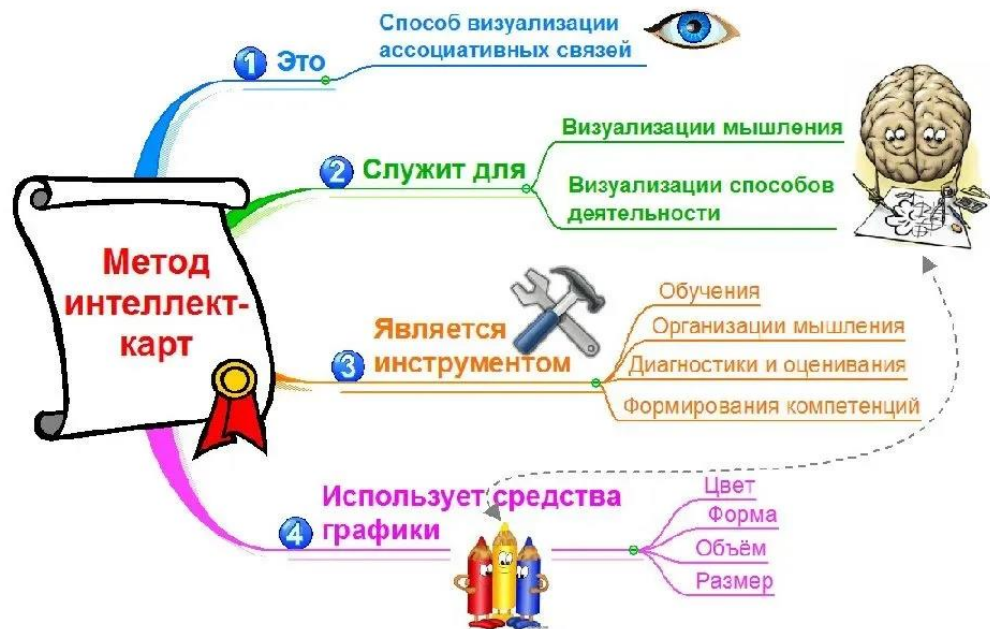 Метод
интеллект-
карт
1 Это
Способ визуализации
ассоциативных связей
2 Служит для
Визуализации мышления
Визуализации способов
деятельности
3 Является
инструментом
Обучения
Организации мышления
Диагностики и оценивания
Формирования компетенций
4 Использует средства
графики
Цвет
Форма
Объём
Размер